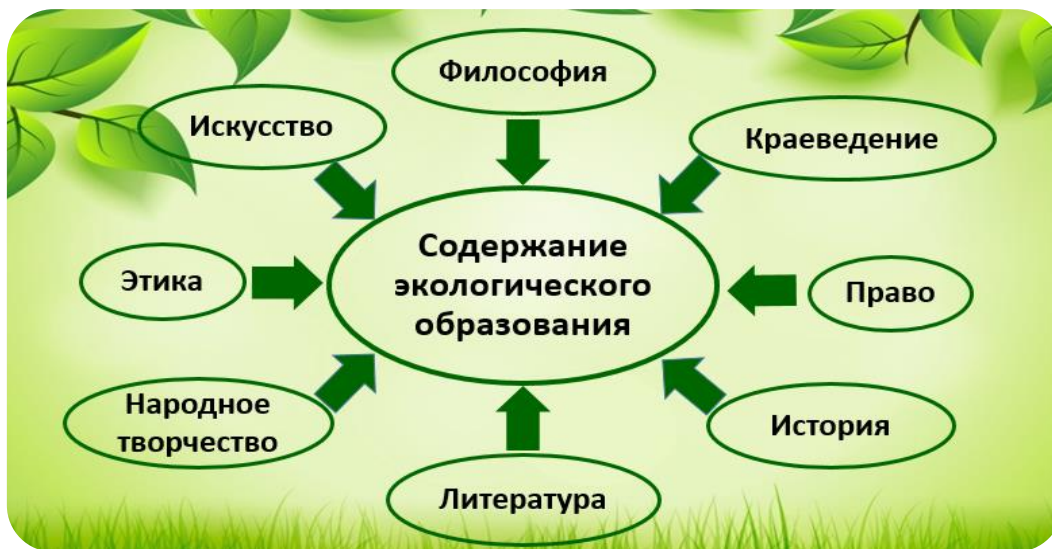 Философия
Искусство
Краеведение
Содержание
экологического
образования
Этика
Право
Народное
творчество
История
Литература